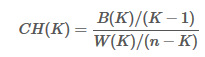 CH(K) = B(K)/(K − 1) / W(K)/(n − K)